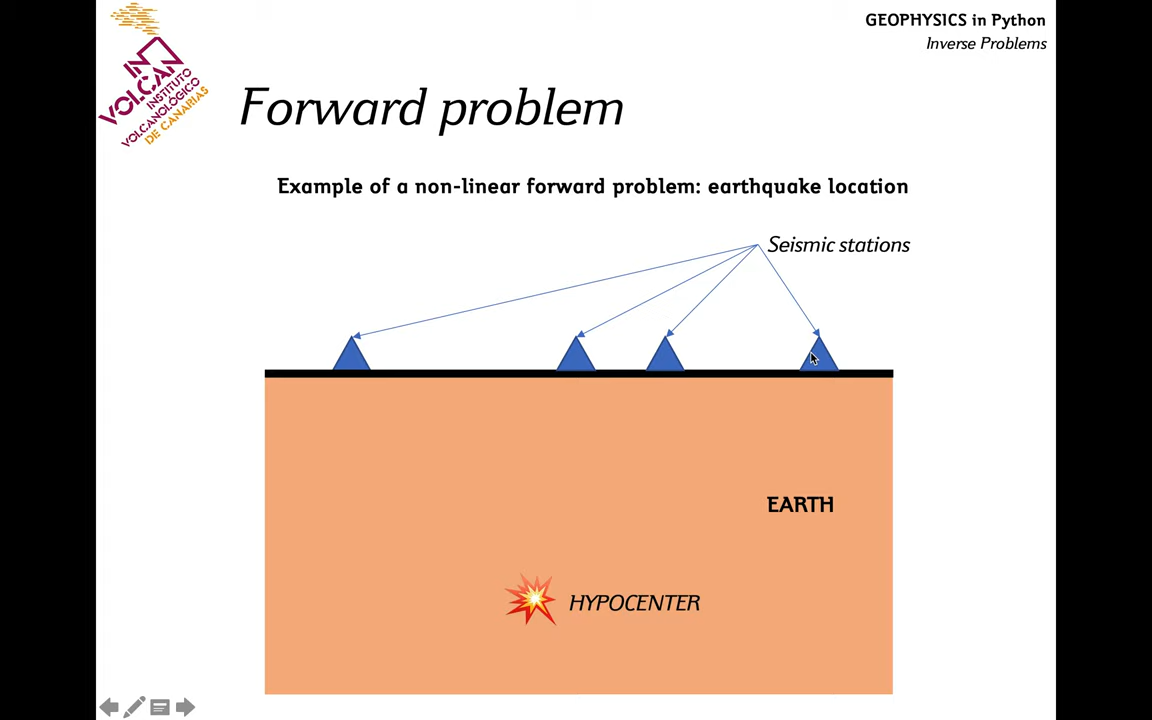 GEOPHYSICS in Python
Inverse Problems
INVOLCAN
INSTITUTO
VOLCANOLÓGICO
DE CANARIAS
Forward problem
Example of a non-linear forward problem: earthquake location
Seismic stations
EARTH
HYPOCENTER